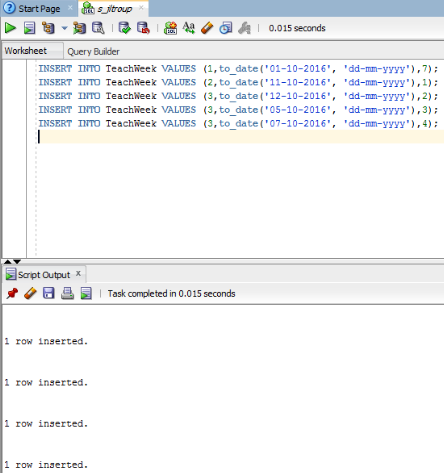 Start Page × s_jitroup ×
0.015 seconds
Worksheet Query Builder
INSERT INTO TeachWeek VALUES (1,to_date('01-10-2016', 'dd-mm-yyyy'),7);
INSERT INTO TeachWeek VALUES (2,to_date('11-10-2016', 'dd-mm-yyyy'),1);
INSERT INTO TeachWeek VALUES (3,to_date('12-10-2016', 'dd-mm-yyyy'),2);
INSERT INTO TeachWeek VALUES (3,to_date('05-10-2016', 'dd-mm-yyyy'),3);
INSERT INTO TeachWeek VALUES (3,to_date('07-10-2016', 'dd-mm-yyyy'),4);
Script Output ×
Task completed in 0.015 seconds
1 row inserted.
1 row inserted.
1 row inserted.
1 row inserted.